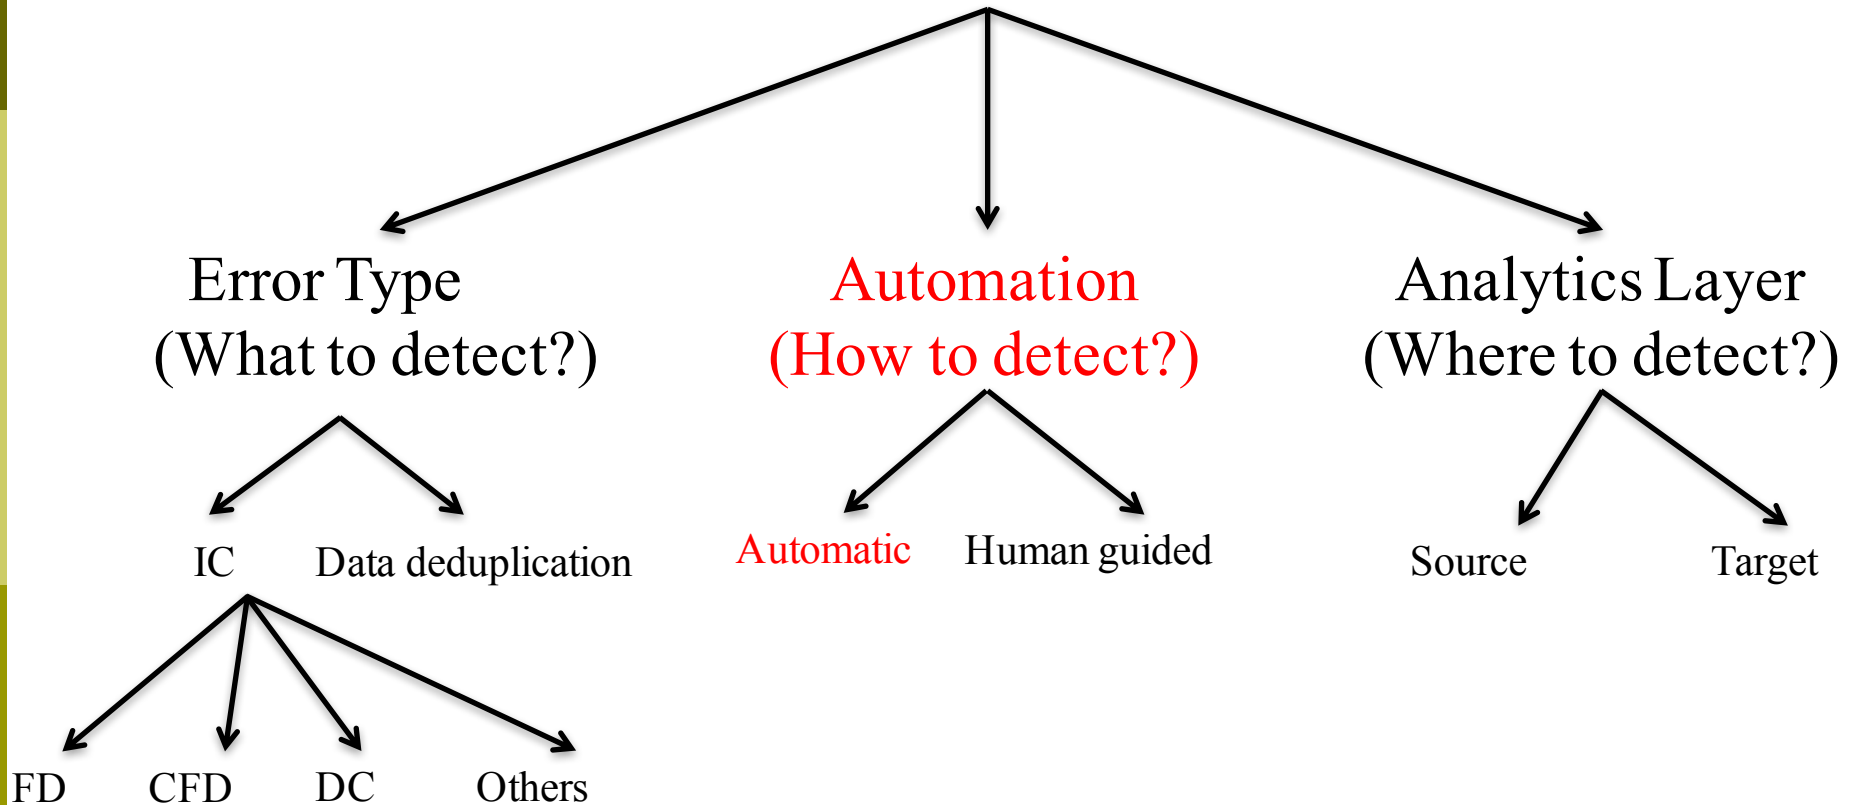 Error Type
(What to detect?)
Automation
(How to detect?)
Analytics Layer
(Where to detect?)
IC
Data deduplication
Automatic
Human guided
Source
Target
FD
CFD
DC
Others